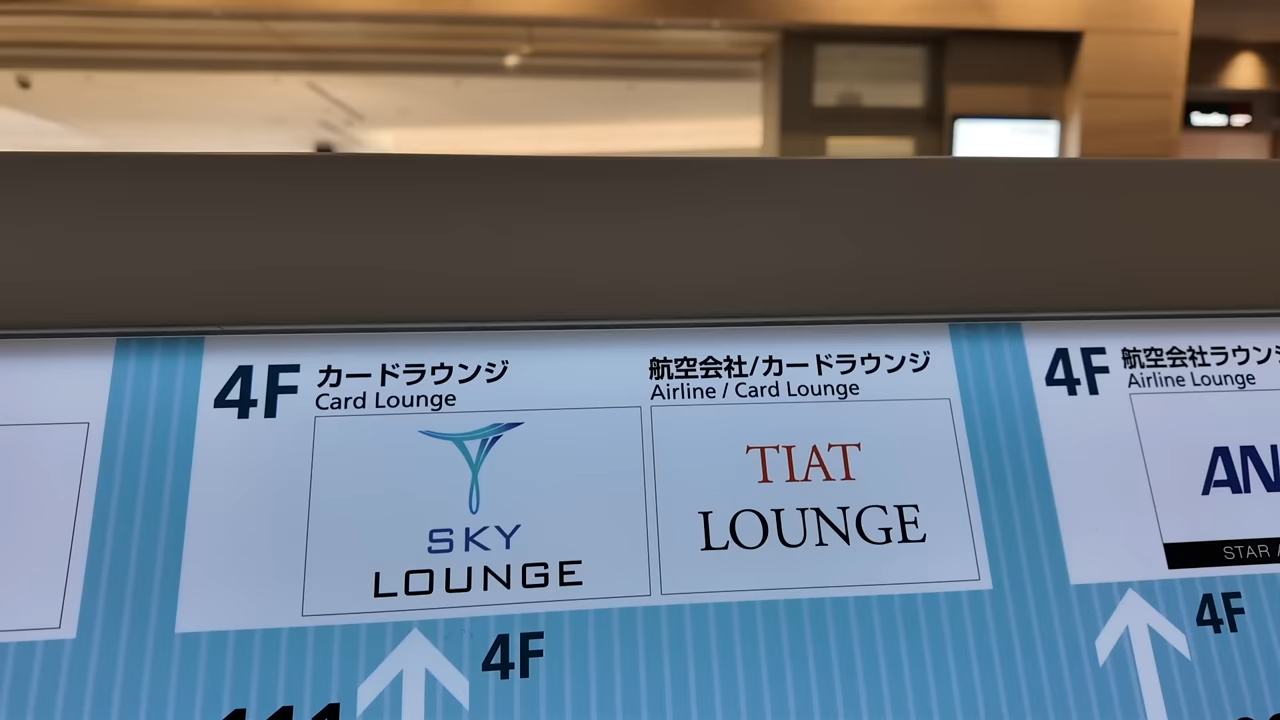 4F カードラウンジ
Card Lounge
SKY
LOUNGE
航空会社/カードラウンジ
Airline / Card Lounge
TIAT
LOUNGE
4F 航空会社ラウン
Airline Lounge
AN
STAR
4F
4F